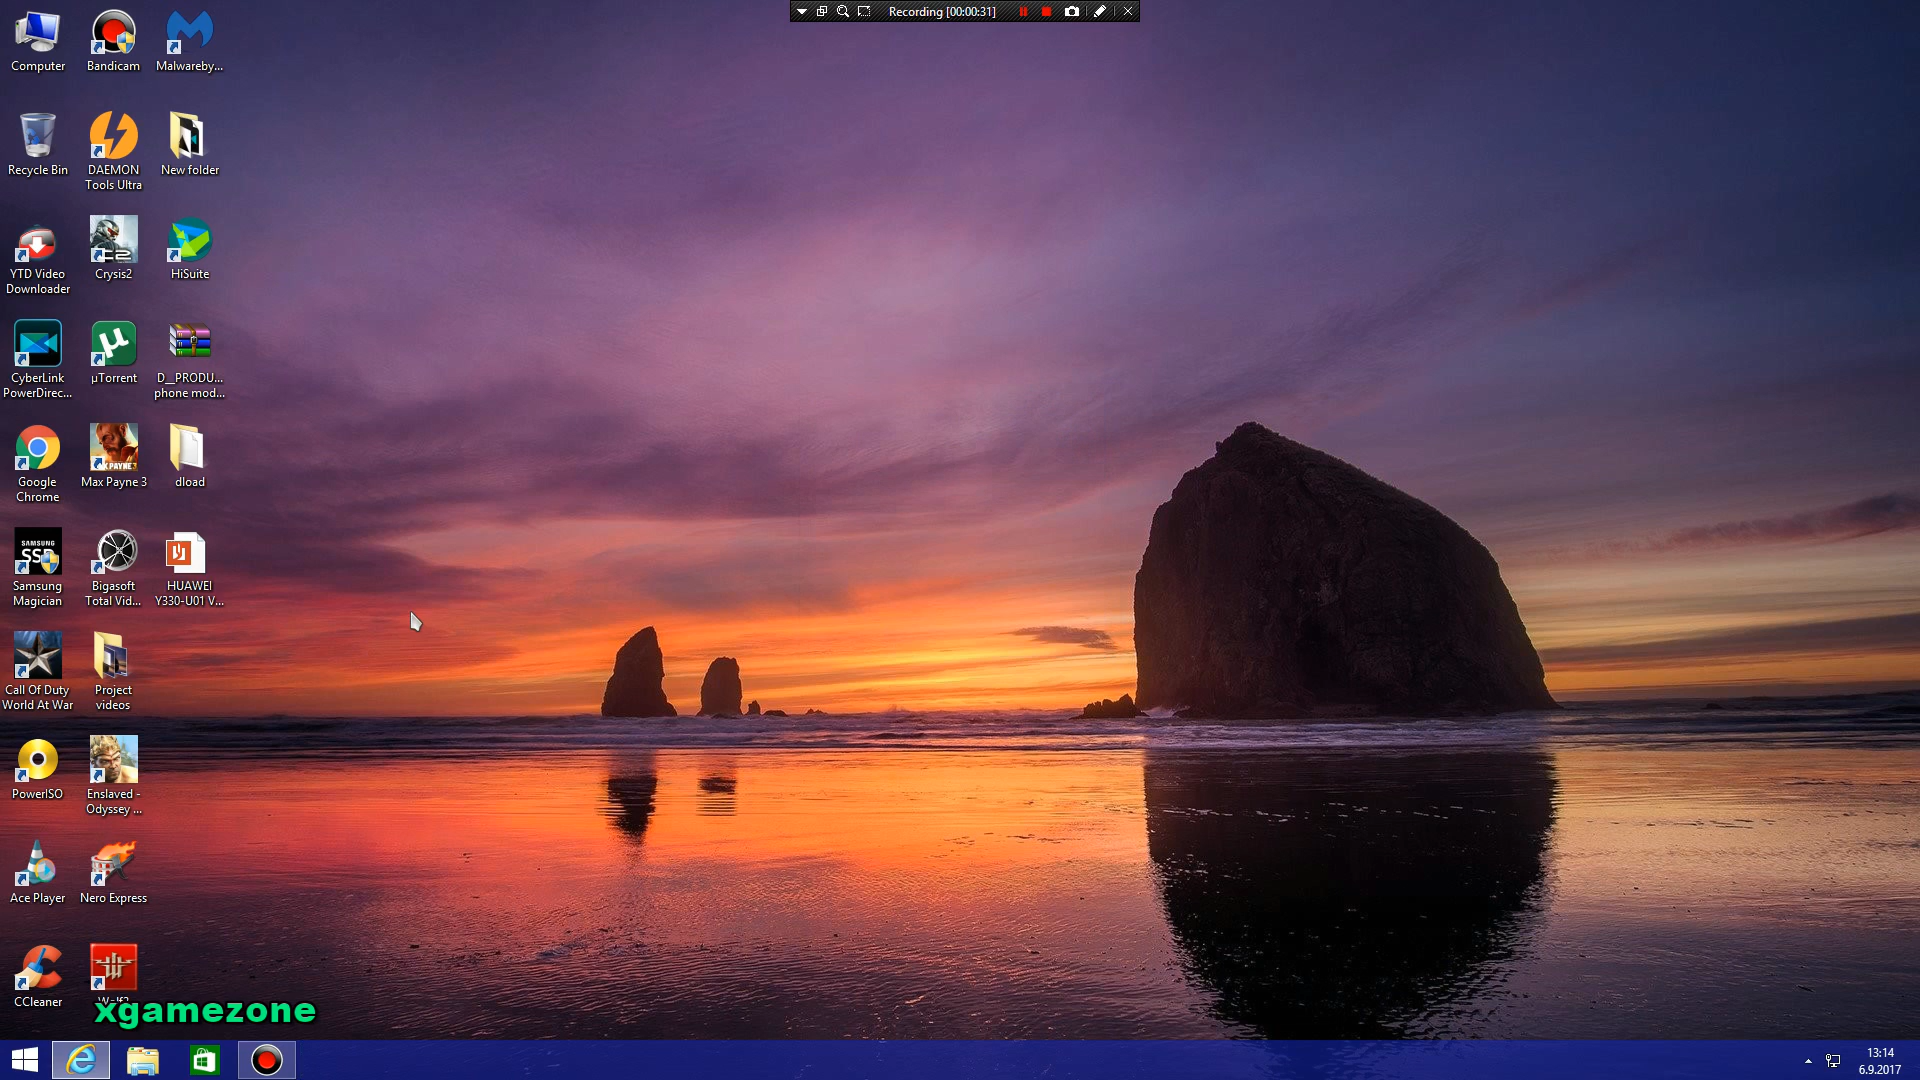 Recording [00:00:31]
Computer
Bandicam
Malwareby...
Recycle Bin
DAEMON
Tools Ultra
New folder
YTD Video
Downloader
Crysis2
HiSuite
CyberLink
PowerDirec...
µTorrent
D__PRODU...
phone mod...
Google
Chrome
Max Payne 3
dload
SAMSUNG
SSD
Samsung
Magician
Bigasoft
Total Vid...
HUAWEI
Y330-U01 V...
Call Of Duty
World At War
Project
videos
PowerISO
Enslaved -
Odyssey ...
Ace Player
Nero Express
CCleaner
xgamezone
13:14
6.9.2017